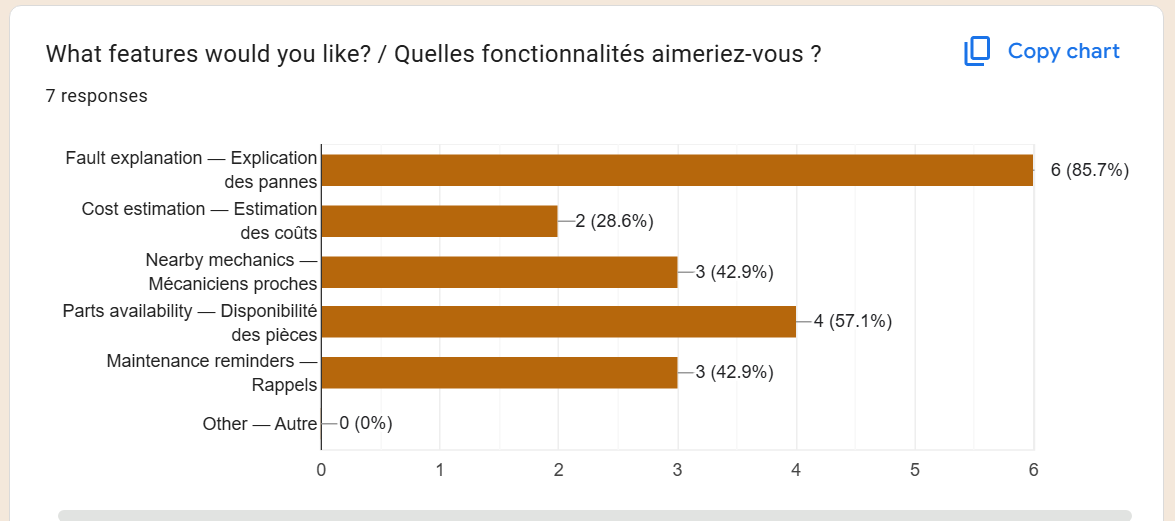 What features would you like? / Quelles fonctionnalités aimeriez-vous ?
Copy chart
7 responses
Fault explanation — Explication
des pannes
6 (85.7%)
Cost estimation — Estimation
des coûts
2 (28.6%)
Nearby mechanics —
Mécaniciens proches
3 (42.9%)
Parts availability — Disponibilité
des pièces
4 (57.1%)
Maintenance reminders —
Rappels
3 (42.9%)
Other — Autre
0 (0%)
0 1 2 3 4 5 6